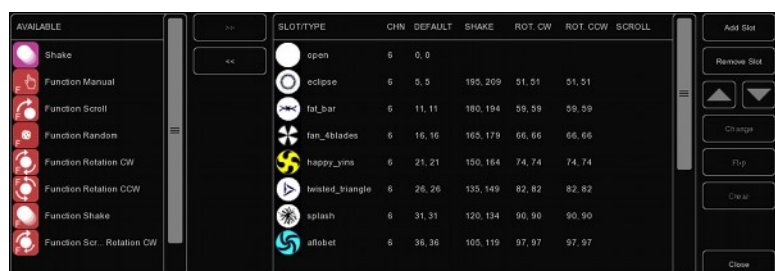 AVAILABLE >> SLOT/TYPE CHN DEFAULT SHAKE ROT. CW ROT. CCW SCROLL Add Slot
Shake open 6 0, 0
<< Remove Slot
Function Manual eclipse 6 5, 5 195, 209 51, 51 51, 51
Function Scroll fat_bar 6 11, 11 180, 194 59, 59 59, 59
Function Random fan_4blades 6 16, 16 165, 179 66, 66 66, 66 Change
Function Rotation CW happy_yins 6 21, 21 150, 164 74, 74 74, 74 Flip
Function Rotation CCW twisted_triangle 6 26, 26 135, 149 82, 82 82, 82 Clear
Function Shake splash 6 31, 31 120, 134 90, 90 90, 90
Function Scr... Rotation CW aflobet 6 36, 36 105, 119 97, 97 97, 97
Close